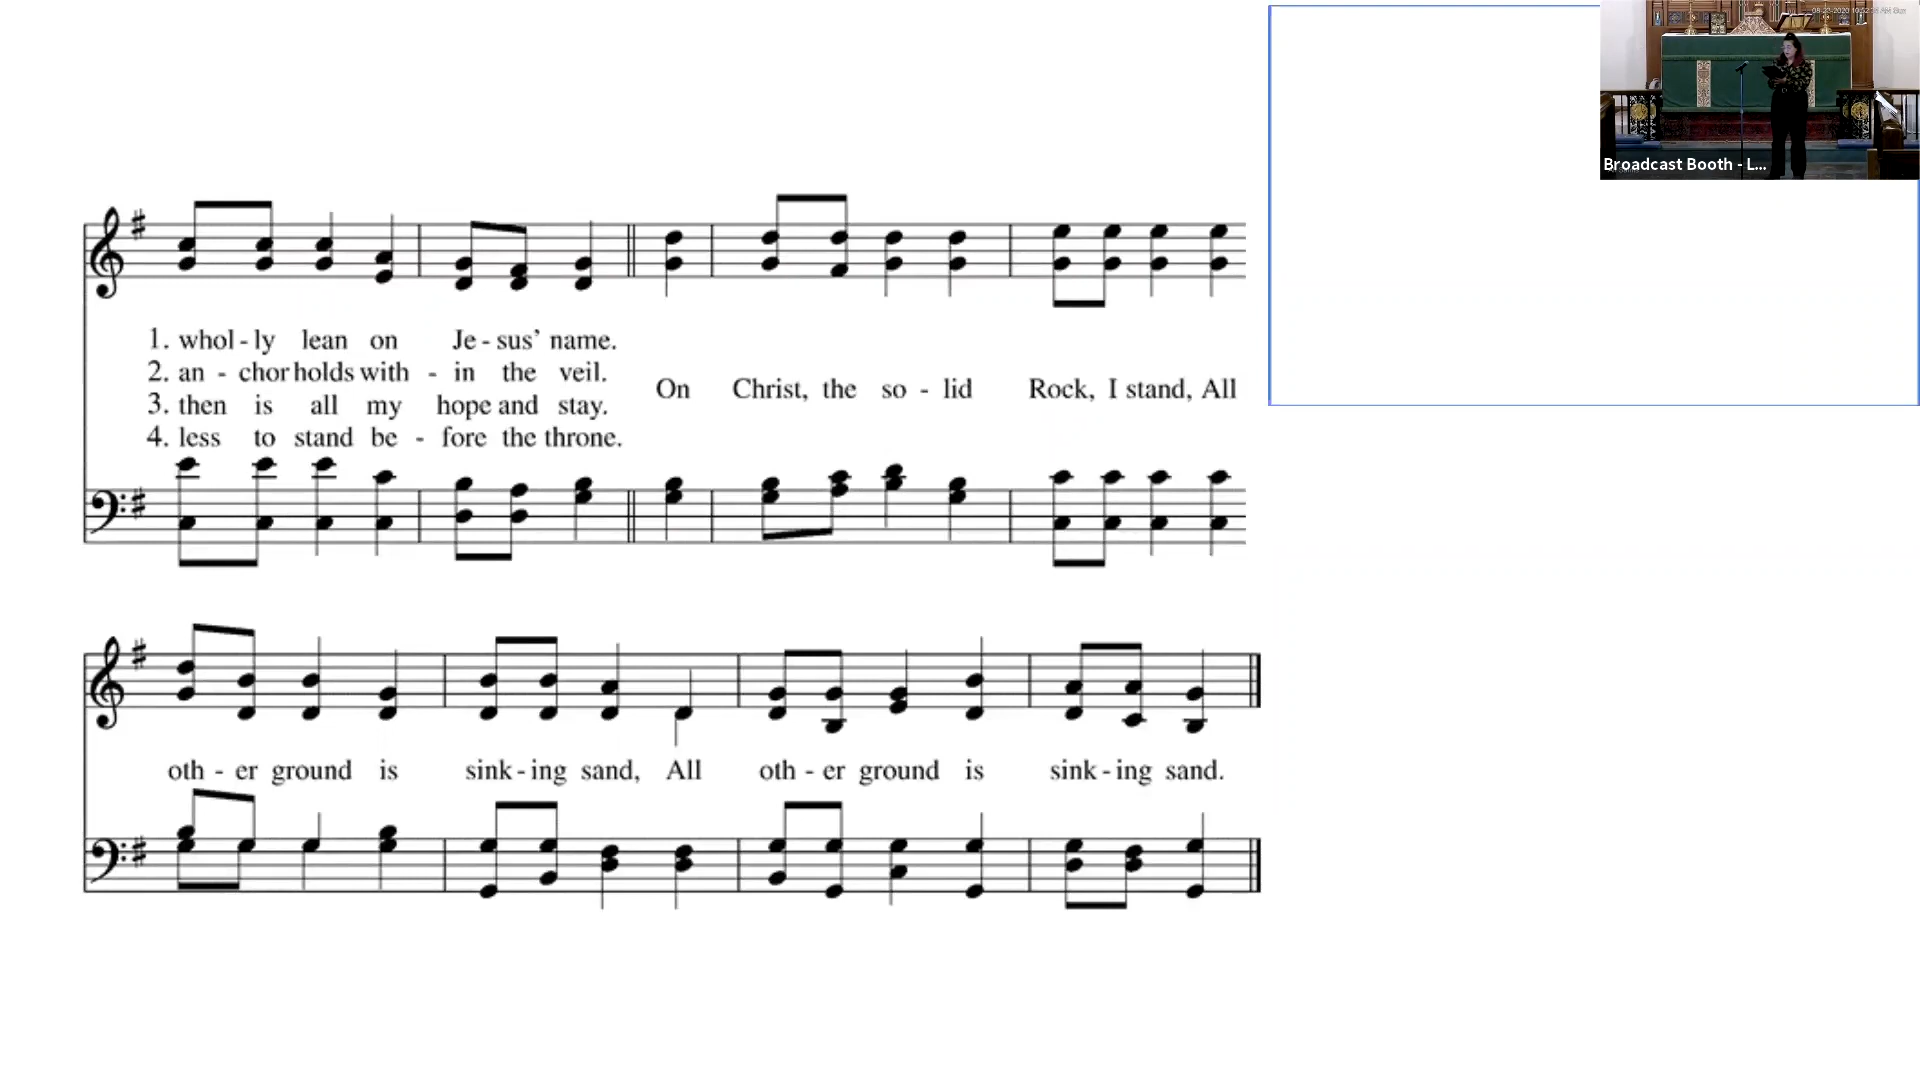 1. whol - ly lean on Je - sus’ name.
2. an - chor holds with - in the veil.
3. then is all my hope and stay.
4. less to stand be - fore the throne.
On Christ, the so - lid Rock, I stand, All
oth - er ground is sink - ing sand, All oth - er ground is sink - ing sand.
Broadcast Booth - L...